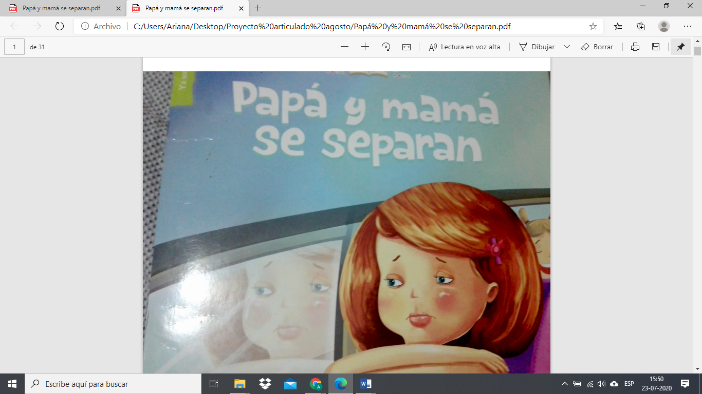 Papá y mamá se separan.pdf
Papá y mamá se separan.pdf
Archivo
C:/Users/Ariana/Desktop/Proyecto%20articulado%20agosto/Papá%20y%20mamá%20se%20separan.pdf
1
de 31
Lectura en voz alta
Dibujar
Borrar
Papá y mamá
se separan
Escribe aquí para buscar
ESP
15:50
23-07-2020